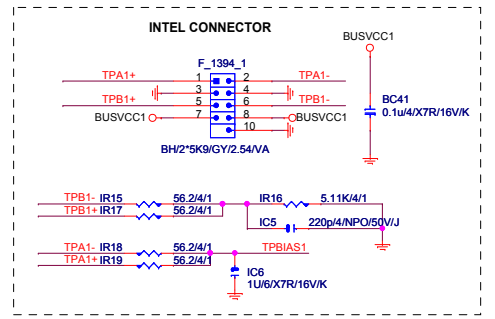 INTEL CONNECTOR
BUSVCC1
F_1394_1
TPA1+ 1 2 TPA1-
3 4
TPB1+ 5 6 TPB1-
BUSVCC1 7 8 BUSVCC1
10
BH/2*5K9/GY/2.54/VA
BC41
0.1u/4/X7R/16V/K
TPB1- IR15 56.2/4/1 IR16 5.11K/4/1
TPB1+ IR17 56.2/4/1
IC5 220p/4/NPO/50V/J
TPA1- IR18 56.2/4/1 TPBIAS1
TPA1+ IR19 56.2/4/1
IC6
1U/6/X7R/16V/K